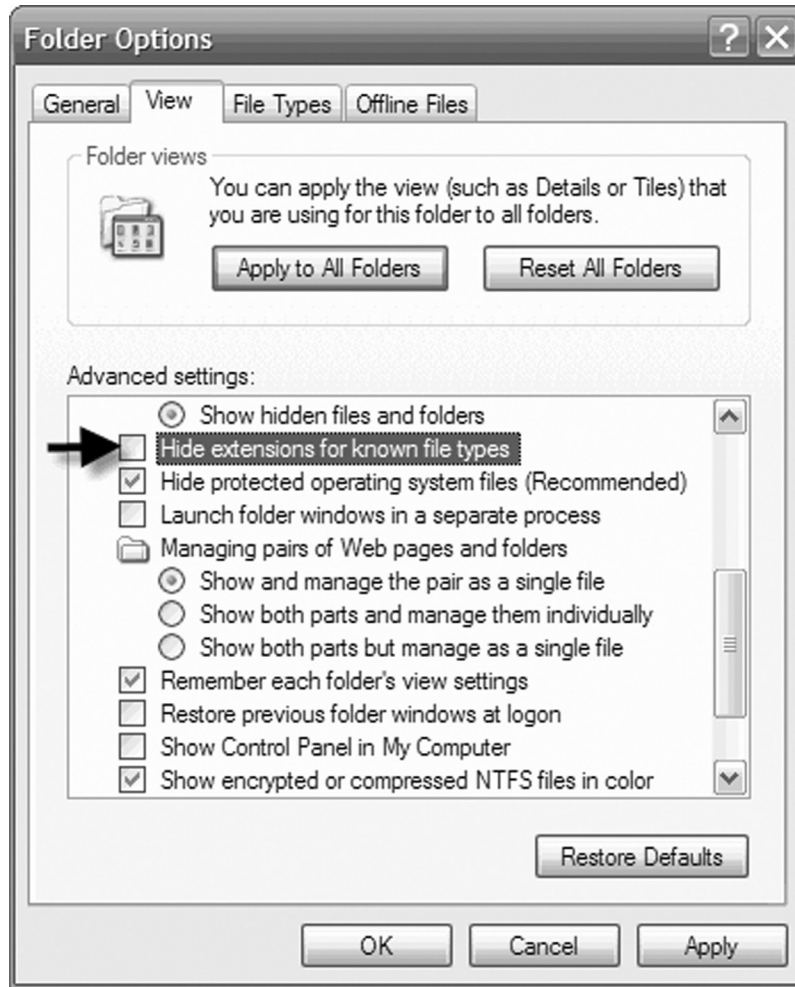 Folder Options
General View File Types Offline Files
Folder views
You can apply the view (such as Details or Tiles) that
you are using for this folder to all folders.
Apply to All Folders Reset All Folders
Advanced settings:
Show hidden files and folders
Hide extensions for known file types
Hide protected operating system files (Recommended)
Launch folder windows in a separate process
Managing pairs of Web pages and folders
Show and manage the pair as a single file
Show both parts and manage them individually
Show both parts but manage as a single file
Remember each folder's view settings
Restore previous folder windows at logon
Show Control Panel in My Computer
Show encrypted or compressed NTFS files in color
Restore Defaults
OK Cancel Apply